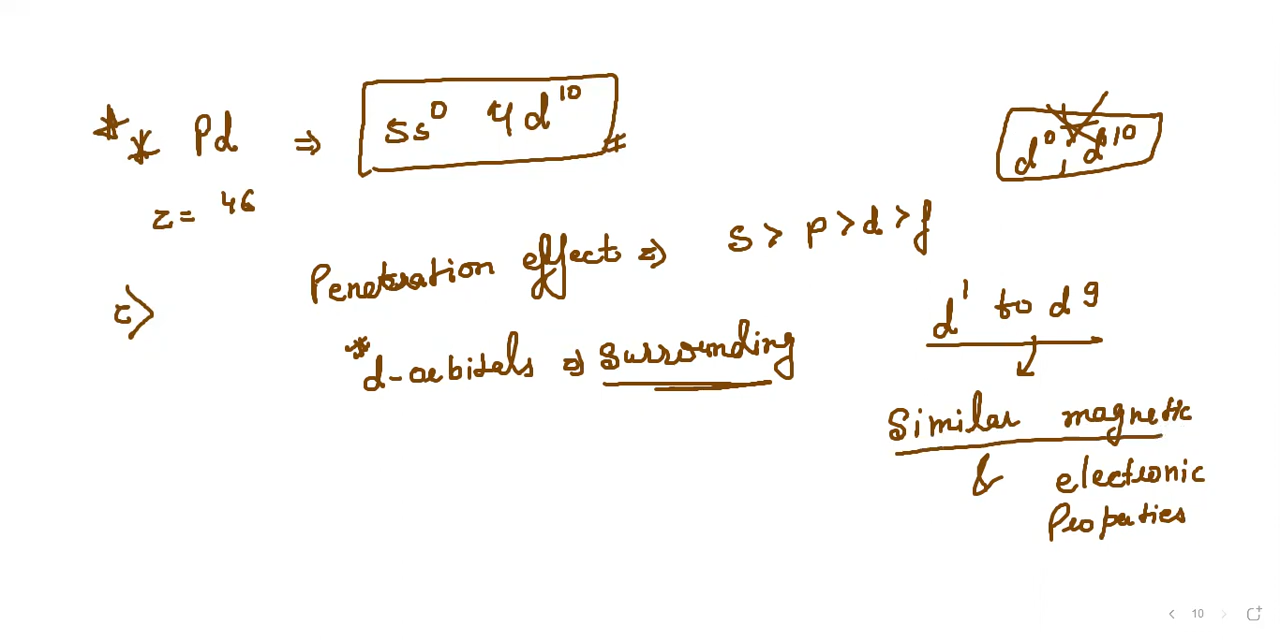 ** Pd ⇒ 5s⁰ 4d¹⁰
z = 46
d⁰, d¹⁰
Penetration effect ⇒ s > p > d > f
c>
d¹ to d⁹
*d-orbitals ⇒ Surrounding
Similar magnetic
& electronic
Properties
10